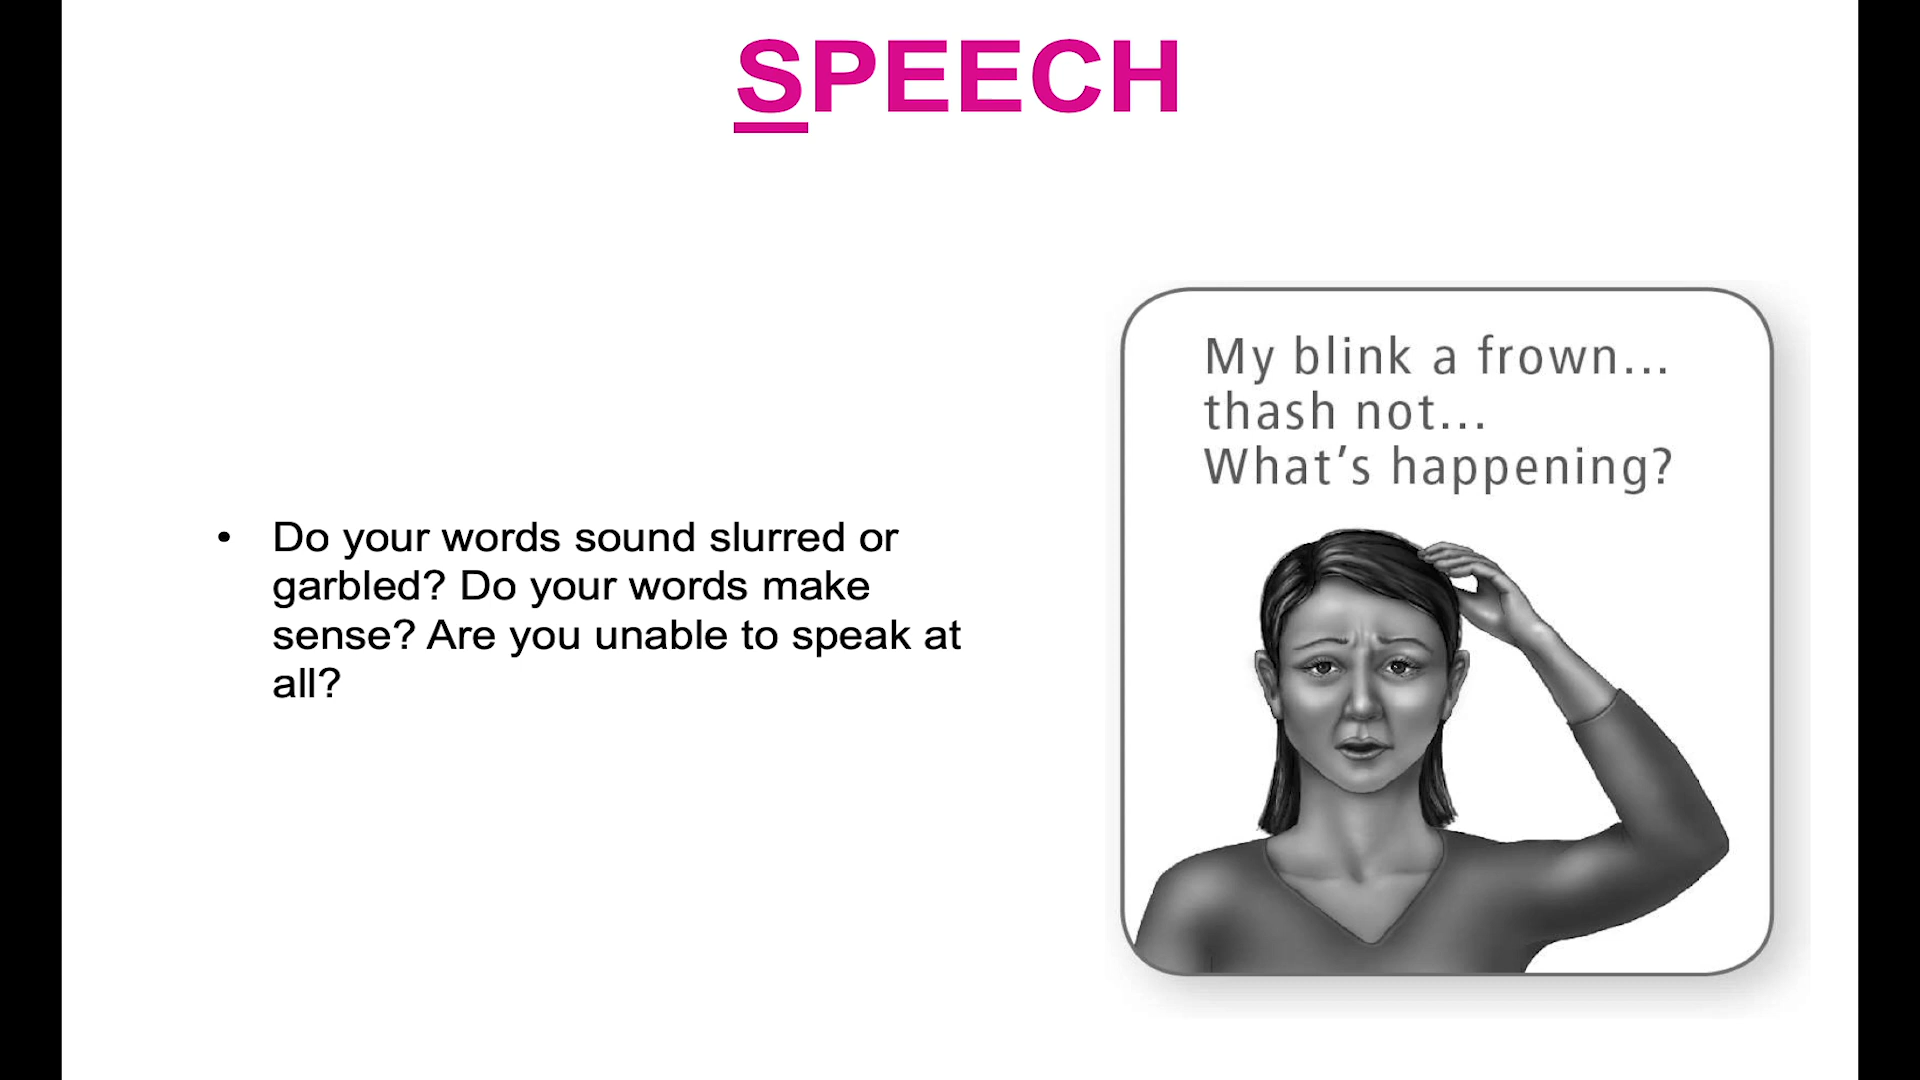 SPEECH
• Do your words sound slurred or
garbled? Do your words make
sense? Are you unable to speak at
all?
My blink a frown...
thash not...
What's happening?